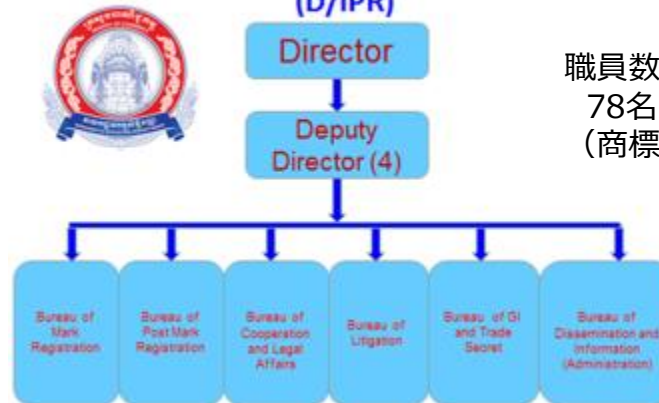 (D/IPR)
Director
職員数
78名
（商標
Deputy
Director (4)
Bureau of
Mark
Registration
Bureau of
Post Mark
Registration
Bureau of
Cooperation
and Legal
Affairs
Bureau of
Litigation
Bureau of GI
and Trade
Secret
Bureau of
Dissemination and
Information
(Administration)